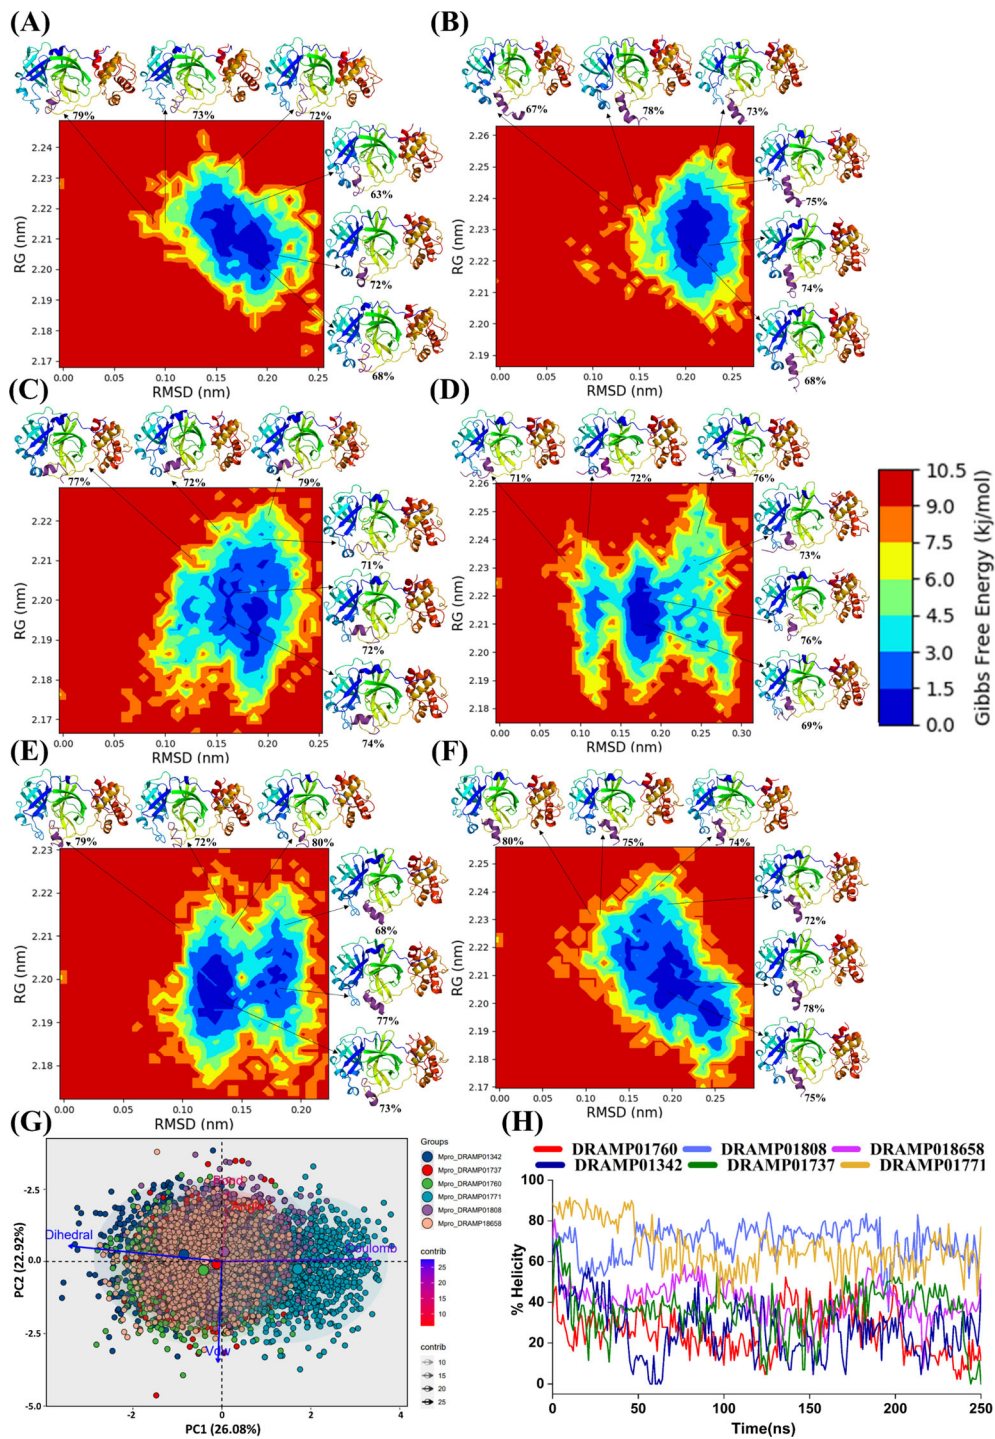 (A)
79%
73%
72%
63%
72%
68%
2.24
2.23
2.22
2.21
2.20
2.19
2.18
2.17
RG (nm)
0.00 0.05 0.10 0.15 0.20 0.25
RMSD (nm)
(B)
67%
78%
73%
75%
74%
68%
2.26
2.25
2.24
2.23
2.22
2.21
2.20
2.19
RG (nm)
0.00 0.05 0.10 0.15 0.20 0.25
RMSD (nm)
(C)
77%
72%
79%
71%
72%
74%
2.22
2.21
2.20
2.19
2.18
2.17
RG (nm)
0.00 0.05 0.10 0.15 0.20 0.25
RMSD (nm)
(D)
71%
72%
76%
73%
76%
69%
2.26
2.25
2.24
2.23
2.22
2.21
2.20
2.19
2.18
RG (nm)
0.00 0.05 0.10 0.15 0.20 0.25 0.30
RMSD (nm)
10.5
9.0
7.5
6.0
4.5
3.0
1.5
0.0
Gibbs Free Energy (kj/mol)
(E)
79%
72%
80%
68%
77%
73%
2.23
2.22
2.21
2.20
2.19
2.18
RG (nm)
0.00 0.05 0.10 0.15 0.20
RMSD (nm)
(F)
80%
75%
74%
72%
78%
75%
2.25
2.24
2.23
2.22
2.21
2.20
2.19
2.18
2.17
RG (nm)
0.00 0.05 0.10 0.15 0.20 0.25
RMSD (nm)
(G)
Bond
Angle
Dihedral
Coulomb
Vdw
-2.5
0.0
-2.5
-5.0
PC2 (22.92%)
-2 0 2 4
PC1 (26.08%)
Groups
Mpro_DRAMP01342
Mpro_DRAMP01737
Mpro_DRAMP01760
Mpro_DRAMP01771
Mpro_DRAMP01808
Mpro_DRAMP18658
contrib
25
20
15
10
contrib
10
15
20
25
(H)
DRAMP01760 DRAMP01808 DRAMP018658
DRAMP01342 DRAMP01737 DRAMP01771
100
80
60
40
20
0
% Helicity
0 50 100 150 200 250
Time(ns)